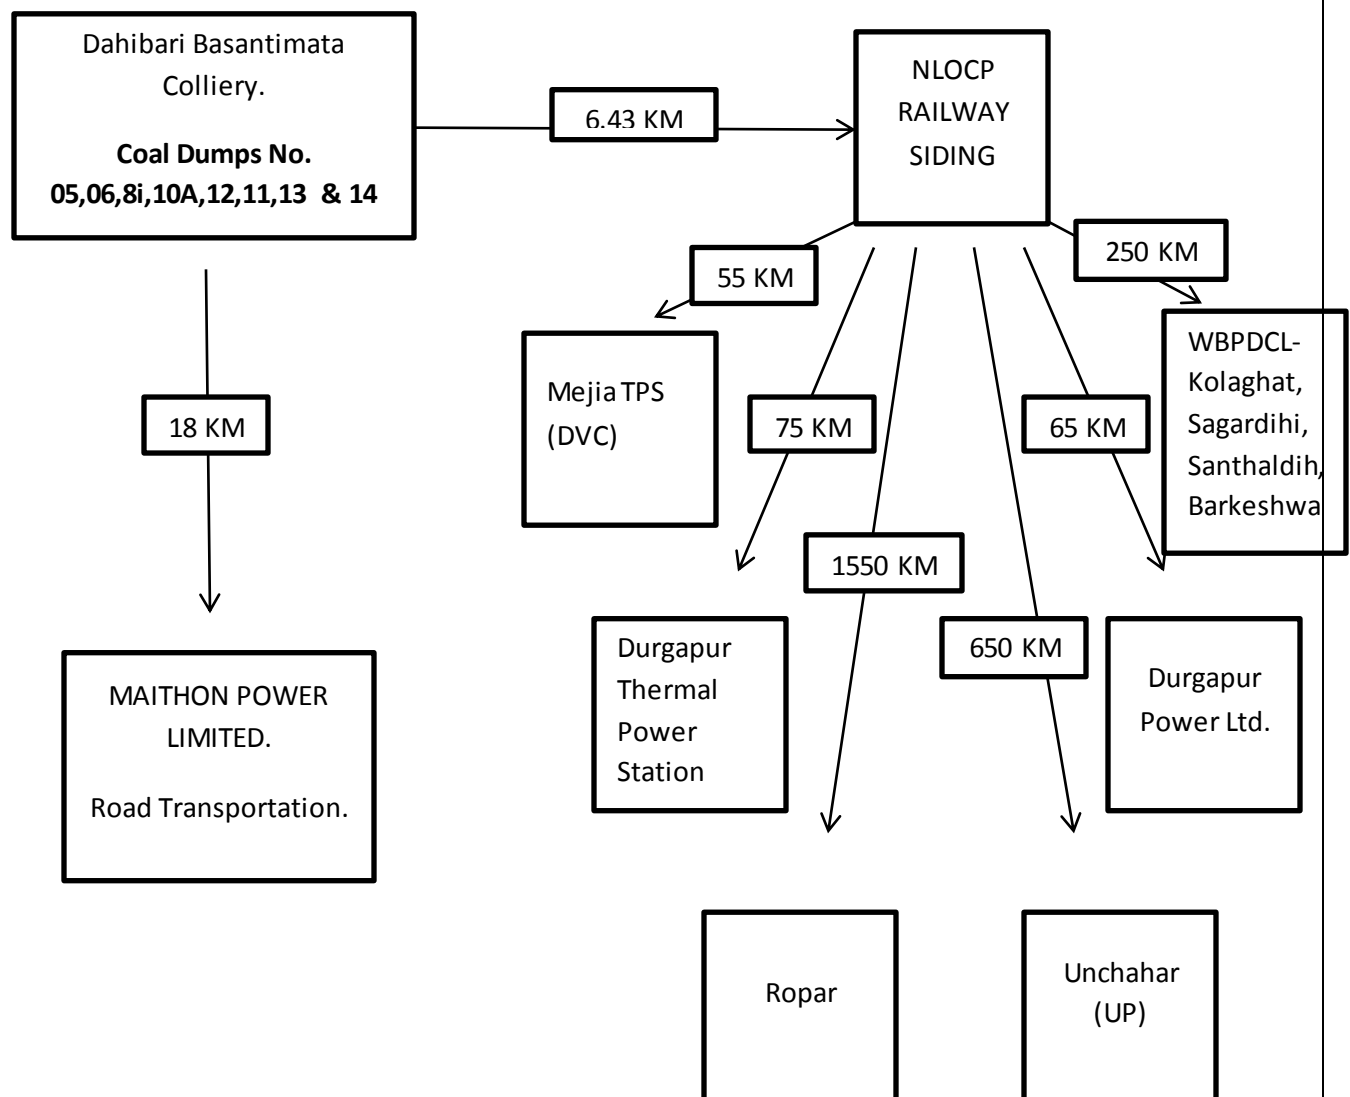 Dahibari Basantimata
Colliery.
Coal Dumps No.
05,06,8i,10A,12,11,13 & 14
6.43 KM
NLOCP
RAILWAY
SIDING
55 KM
250 KM
18 KM
Mejia TPS
(DVC)
75 KM
65 KM
WBPDCL-
Kolaghat,
Sagardihi,
Santhaldih,
Barkeshwa
1550 KM
650 KM
MAITHON POWER
LIMITED.
Road Transportation.
Durgapur
Thermal
Power
Station
Durgapur
Power Ltd.
Ropar
Unchahar
(UP)